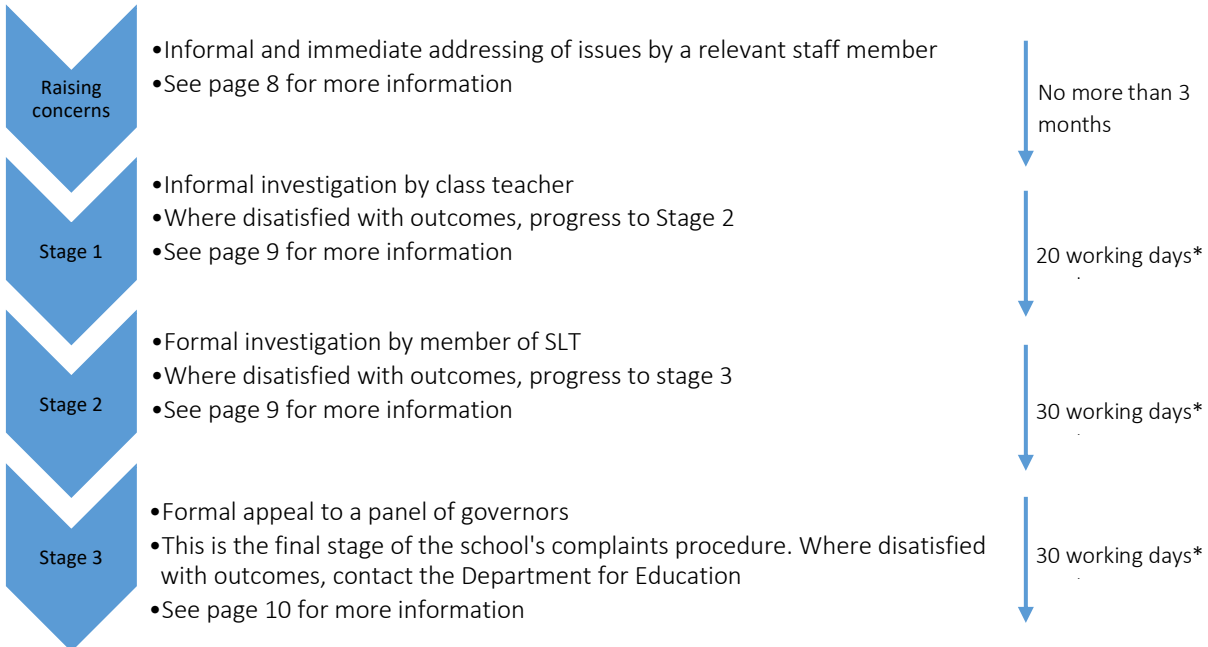 Raising
concerns
•Informal and immediate addressing of issues by a relevant staff member
•See page 8 for more information
No more than 3
months
Stage 1
•Informal investigation by class teacher
•Where disatisfied with outcomes, progress to Stage 2
•See page 9 for more information
20 working days*
Stage 2
•Formal investigation by member of SLT
•Where disatisfied with outcomes, progress to stage 3
•See page 9 for more information
30 working days*
Stage 3
•Formal appeal to a panel of governors
•This is the final stage of the school's complaints procedure. Where disatisfied
with outcomes, contact the Department for Education
•See page 10 for more information
30 working days*